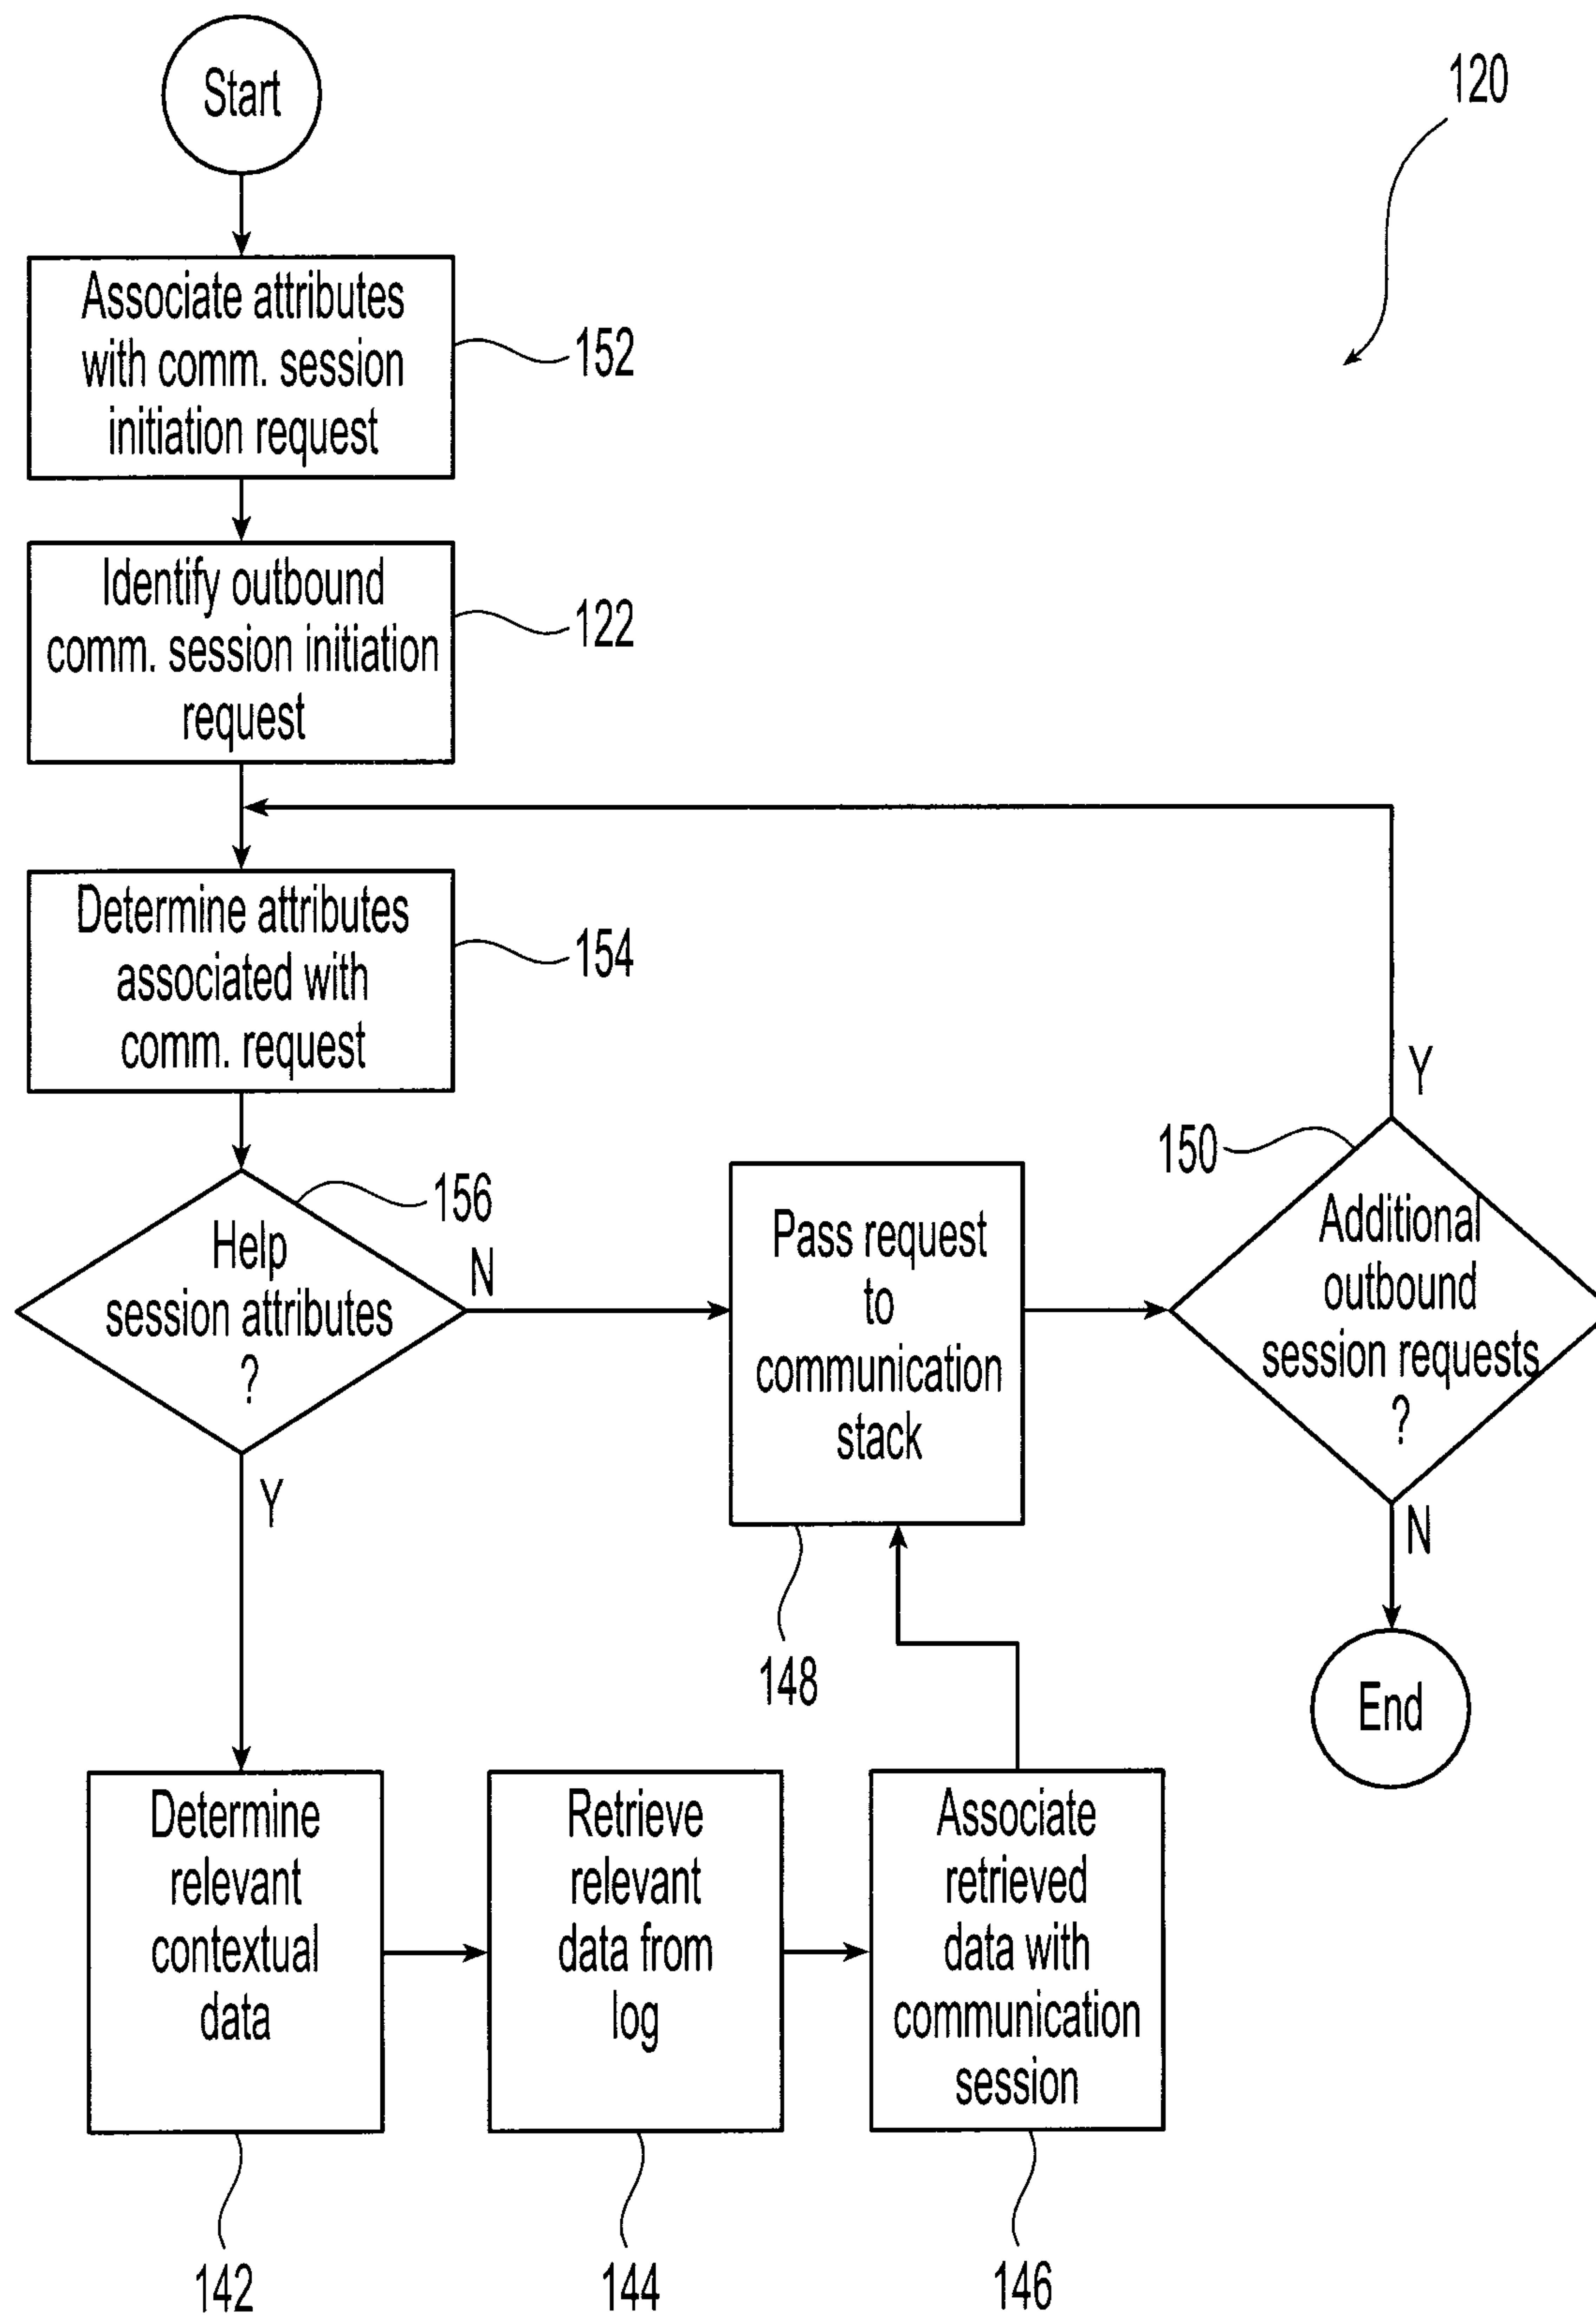 Start
120
Associate attributes
with comm. session
initiation request
152
Identify outbound
comm. session initiation
request
122
Determine attributes
associated with
comm. request
154
Help
session attributes
?
156
N
Y
Pass request
to
communication
stack
148
150
Y
Additional
outbound
session requests
?
N
End
Determine
relevant
contextual
data
142
Retrieve
relevant
data from
log
144
Associate
retrieved
data with
communication
session
146